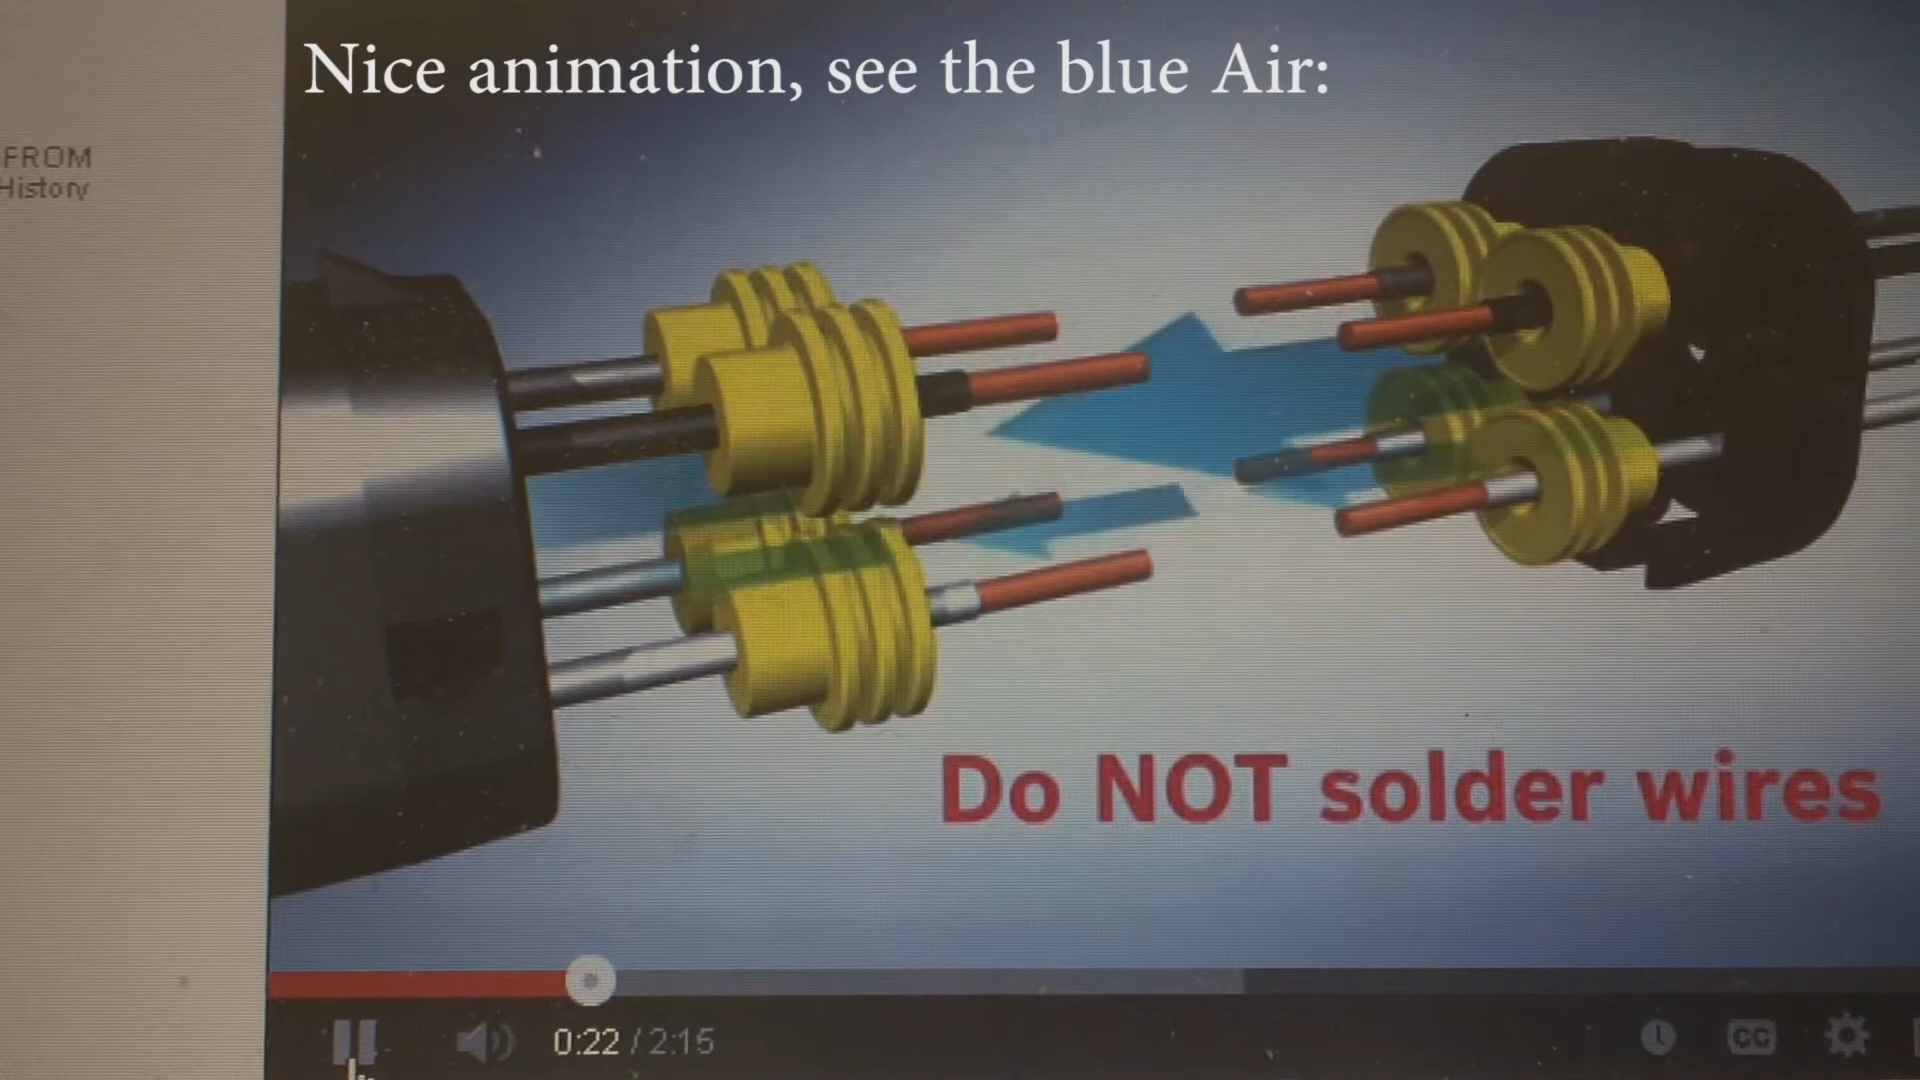 Nice animation, see the blue Air:
FROM
History
Do NOT solder wires
0:22 / 2:15
CC